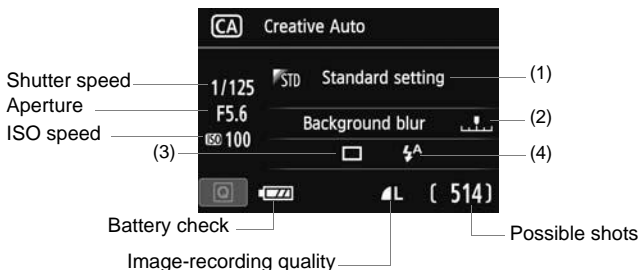 CA Creative Auto
Shutter speed 1/125 STD Standard setting (1)
Aperture F5.6 Background blur (2)
ISO speed ISO 100
(3) A (4)
Q L ( 514 )
Battery check Possible shots
Image-recording quality